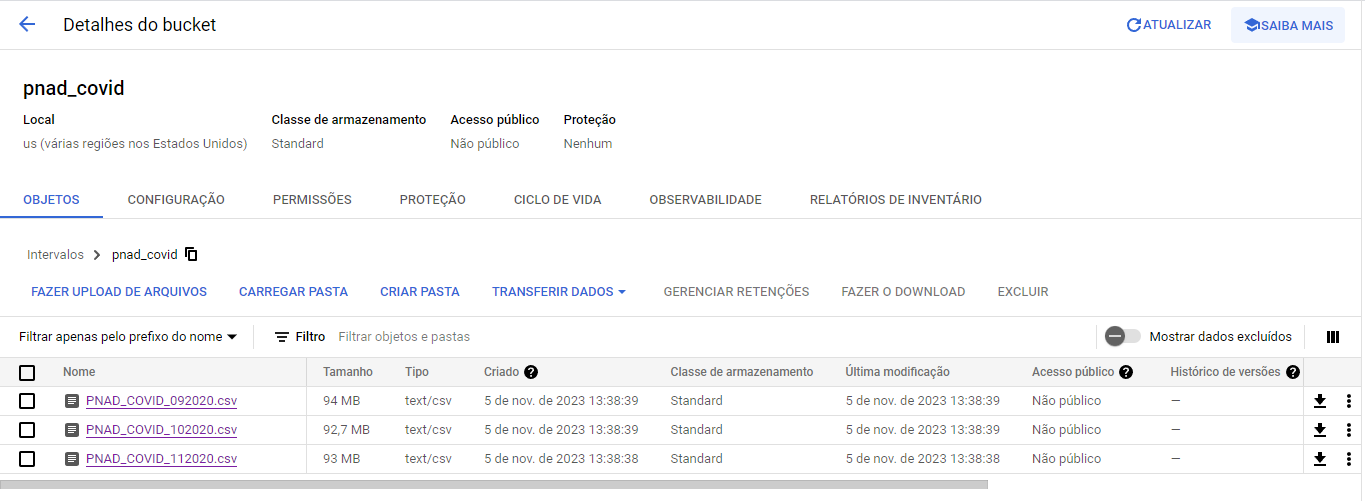 Detalhes do bucket ATUALIZAR SAIBA MAIS
pnad_covid
Local Classe de armazenamento Acesso público Proteção
us (várias regiões nos Estados Unidos) Standard Não público Nenhum
OBJETOS CONFIGURAÇÃO PERMISSÕES PROTEÇÃO CICLO DE VIDA OBSERVABILIDADE RELATÓRIOS DE INVENTÁRIO
Intervalos pnad_covid
FAZER UPLOAD DE ARQUIVOS CARREGAR PASTA CRIAR PASTA TRANSFERIR DADOS GERENCIAR RETENÇÕES FAZER O DOWNLOAD EXCLUIR
Filtrar apenas pelo prefixo do nome Filtro Filtrar objetos e pastas Mostrar dados excluídos
Nome Tamanho Tipo Criado Classe de armazenamento Última modificação Acesso público Histórico de versões
PNAD_COVID_092020.csv 94 MB text/csv 5 de nov. de 2023 13:38:39 Standard 5 de nov. de 2023 13:38:39 Não público —
PNAD_COVID_102020.csv 92,7 MB text/csv 5 de nov. de 2023 13:38:39 Standard 5 de nov. de 2023 13:38:39 Não público —
PNAD_COVID_112020.csv 93 MB text/csv 5 de nov. de 2023 13:38:38 Standard 5 de nov. de 2023 13:38:38 Não público —